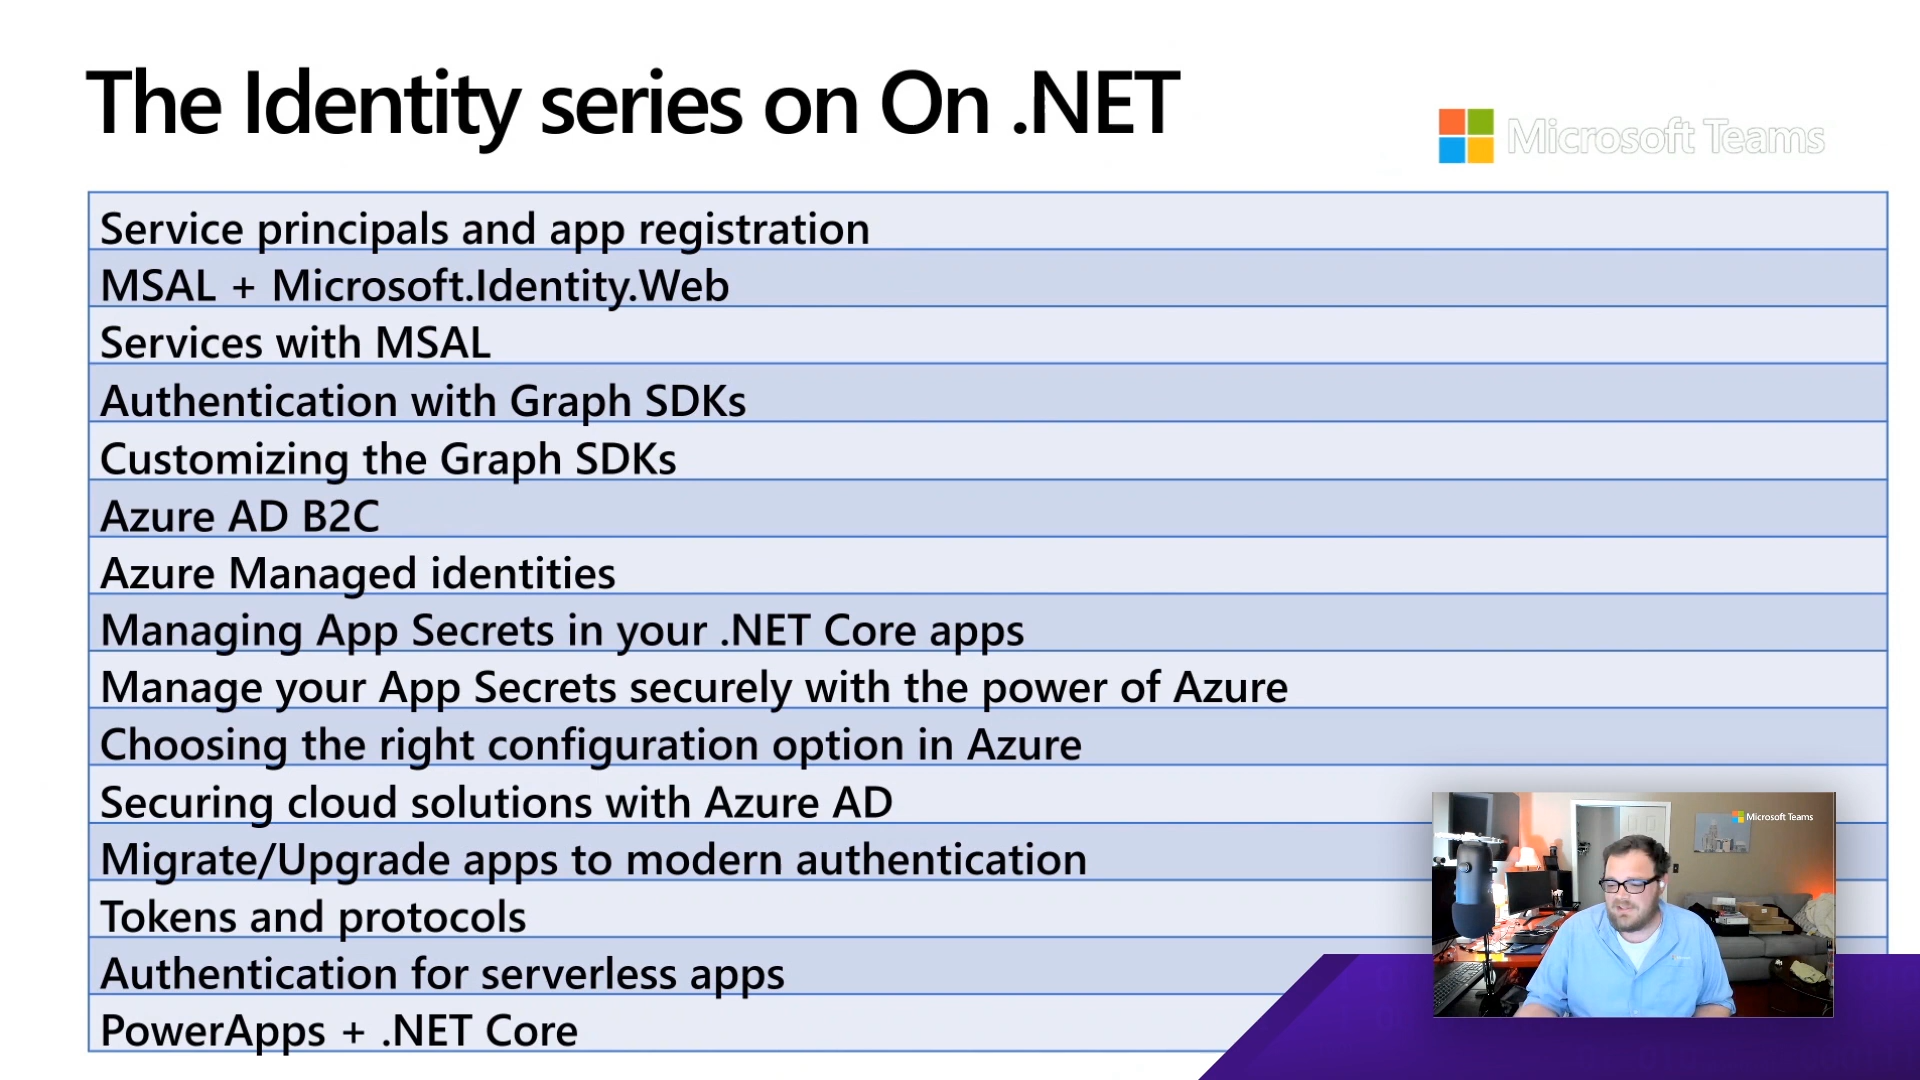 The Identity series on On .NET
Microsoft Teams
Service principals and app registration
MSAL + Microsoft.Identity.Web
Services with MSAL
Authentication with Graph SDKs
Customizing the Graph SDKs
Azure AD B2C
Azure Managed identities
Managing App Secrets in your .NET Core apps
Manage your App Secrets securely with the power of Azure
Choosing the right configuration option in Azure
Securing cloud solutions with Azure AD
Migrate/Upgrade apps to modern authentication
Tokens and protocols
Authentication for serverless apps
PowerApps + .NET Core
Microsoft Teams